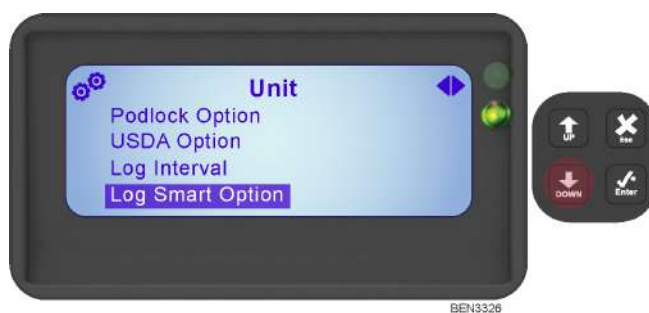 Unit
Podlock Option
USDA Option
Log Interval
Log Smart Option
UP
Esc
DOWN
Enter
BEN3326